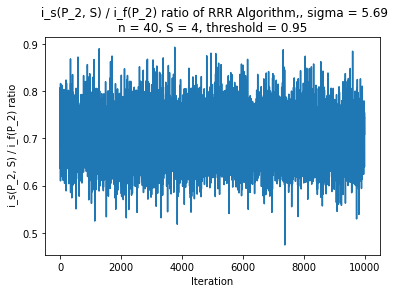 i_s(P_2, S) / i_f(P_2) ratio of RRR Algorithm,, sigma = 5.69
n = 40, S = 4, threshold = 0.95
i_s(P_2, S) / i_f(P_2) ratio
0.9
0.8
0.7
0.6
0.5
0 2000 4000 6000 8000 10000
Iteration